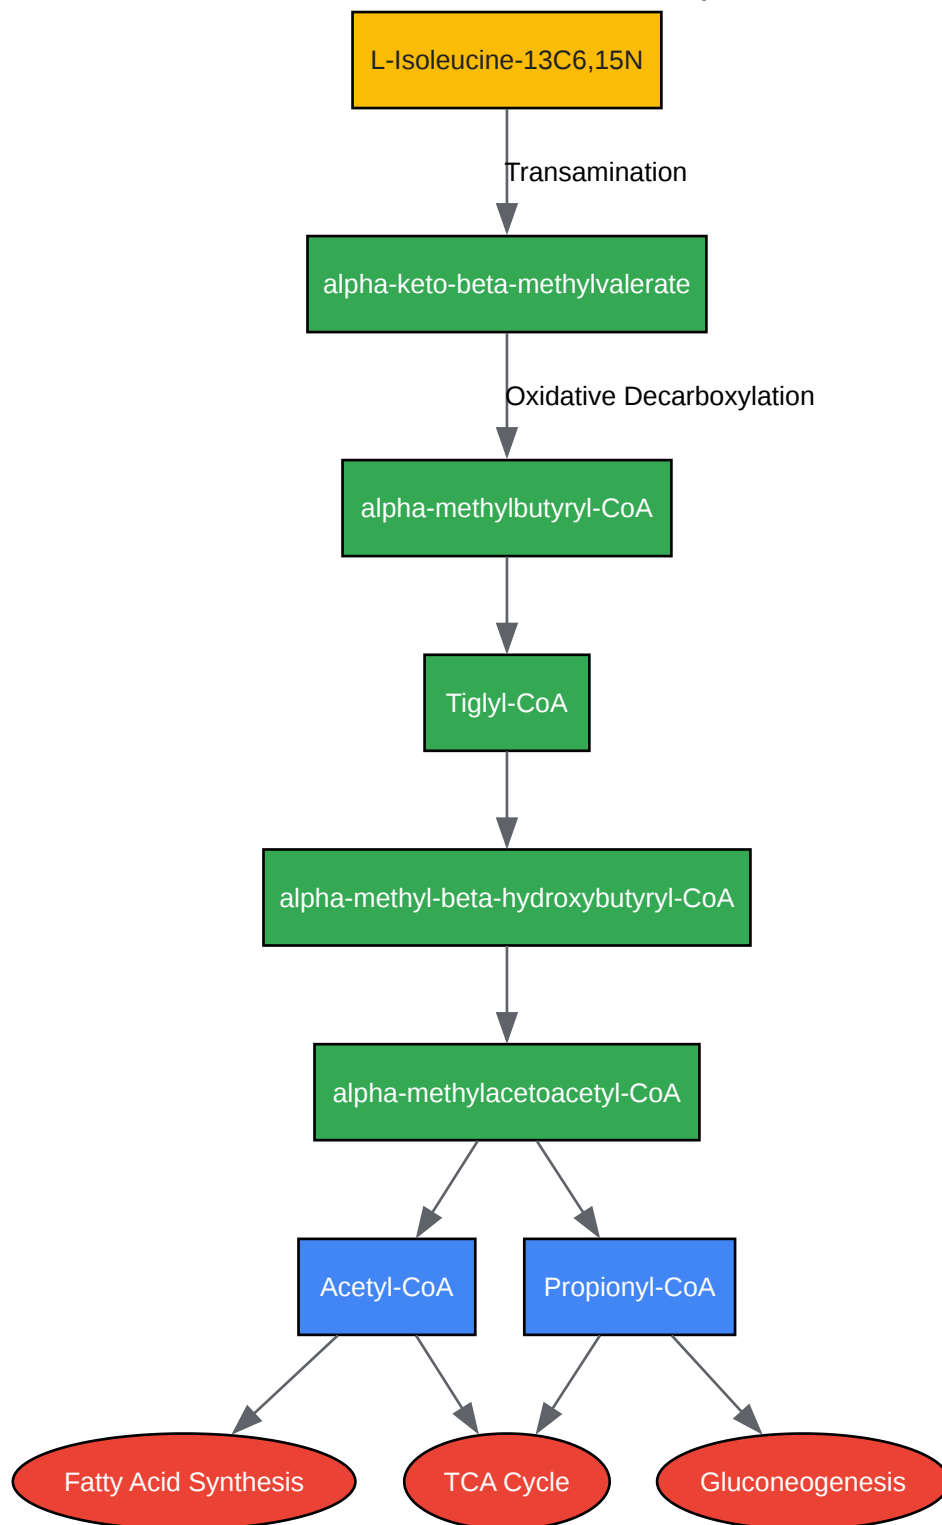 L-Isoleucine-13C6,15N
Transamination
alpha-keto-beta-methylvalerate
Oxidative Decarboxylation
alpha-methylbutyryl-CoA
Tiglyl-CoA
alpha-methyl-beta-hydroxybutyryl-CoA
alpha-methylacetoacetyl-CoA
Acetyl-CoA
Propionyl-CoA
Fatty Acid Synthesis
TCA Cycle
Gluconeogenesis